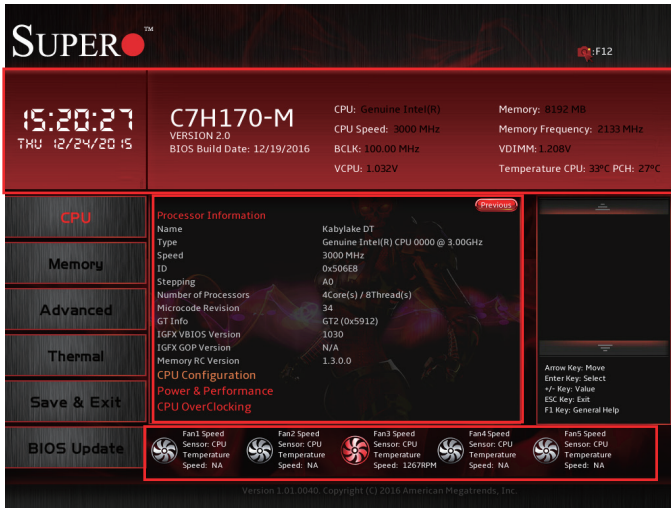 SUPER TM
:F12
15:20:27
THU 12/24/2015
C7H170-M
VERSION 2.0
BIOS Build Date: 12/19/2016
CPU: Genuine Intel(R)
CPU Speed: 3000 MHz
BCLK: 100.00 MHz
VCPU: 1.032V
Memory: 8192 MB
Memory Frequency: 2133 MHz
VDIMM: 1.208V
Temperature CPU: 33ºC PCH: 27ºC
CPU
Memory
Advanced
Thermal
Save & Exit
BIOS Update
Previous
Processor Information
Name Kabylake DT
Type Genuine Intel(R) CPU 0000 @ 3.00GHz
Speed 3000 MHz
ID 0x506E8
Stepping A0
Number of Processors 4Core(s) / 8Thread(s)
Microcode Revision 34
GT Info GT2 (0x5912)
IGFX VBIOS Version 1030
IGFX GOP Version N/A
Memory RC Version 1.3.0.0
CPU Configuration
Power & Performance
CPU OverClocking
Arrow Key: Move
Enter Key: Select
+/- Key: Value
ESC Key: Exit
F1 Key: General Help
Fan1 Speed
Sensor: CPU
Temperature
Speed: NA
Fan2 Speed
Sensor: CPU
Temperature
Speed: NA
Fan3 Speed
Sensor: CPU
Temperature
Speed: 1267RPM
Fan4 Speed
Sensor: CPU
Temperature
Speed: NA
Fan5 Speed
Sensor: CPU
Temperature
Speed: NA
Version 1.01.0040. Copyright (C) 2016 American Megatrends, Inc.